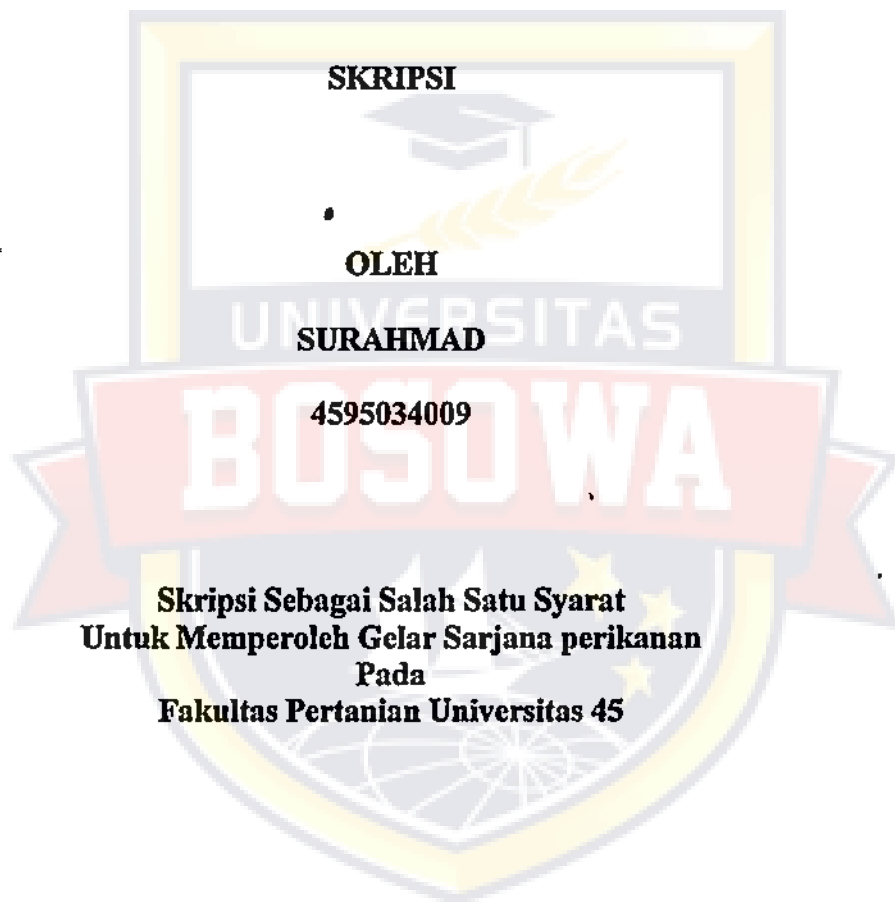 SKRIPSI
OLEH
UNIVERSITAS
SURAHMAD
BOSOWA
4595034009
Skripsi Sebagai Salah Satu Syarat
Untuk Memperoleh Gelar Sarjana perikanan
Pada
Fakultas Pertanian Universitas 45